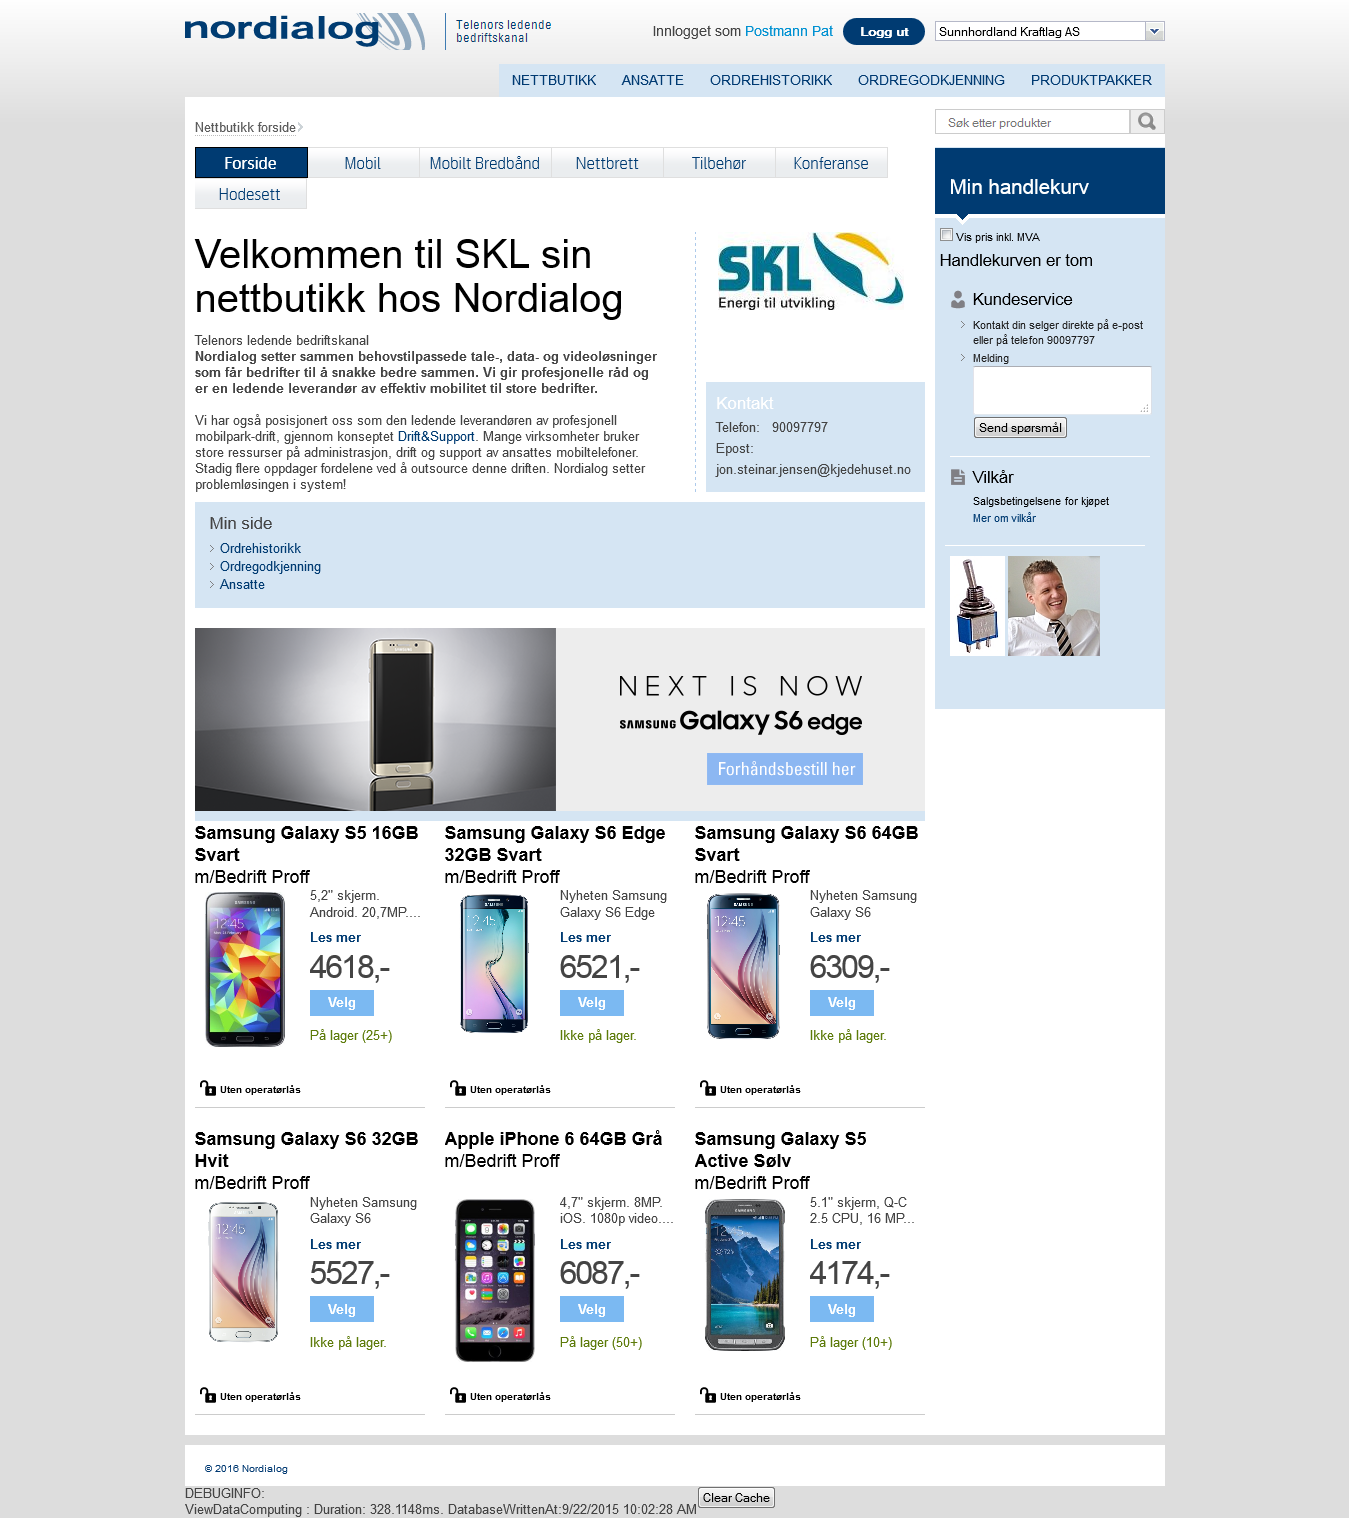 nordialog
Telenors ledende
bedriftskanal
Innlogget som Postmann Pat
Logg ut
Sunnhordland Kraftlag AS
NETTBUTIKK ANSATTE ORDREHISTORIKK ORDREGODKJENNING PRODUKTPAKKER
Nettbutikk forside
Søk etter produkter
Forside Mobil Mobilt Bredbånd Nettbrett Tilbehør Konferanse
Hodesett
Velkommen til SKL sin
nettbutikk hos Nordialog
Telenors ledende bedriftskanal
Nordialog setter sammen behovstilpassede tale-, data- og videoløsninger
som får bedrifter til å snakke bedre sammen. Vi gir profesjonelle råd og
er en ledende leverandør av effektiv mobilitet til store bedrifter.
Vi har også posisjonert oss som den ledende leverandøren av profesjonell
mobilpark-drift, gjennom konseptet Drift&Support. Mange virksomheter bruker
store ressurser på administrasjon, drift og support av ansattes mobiltelefoner.
Stadig flere oppdager fordelene ved å outsource denne driften. Nordialog setter
problemløsingen i system!
SKL
Energi til utvikling
Kontakt
Telefon: 90097797
Epost:
jon.steinar.jensen@kjedehuset.no
Min side
Ordrehistorikk
Ordregodkjenning
Ansatte
Min handlekurv
Vis pris inkl. MVA
Handlekurven er tom
Kundeservice
Kontakt din selger direkte på e-post
eller på telefon 90097797
Melding
Send spørsmål
Vilkår
Salgsbetingelsene for kjøpet
Mer om vilkår
NEXT IS NOW
SAMSUNG Galaxy S6 edge
Forhåndsbestill her
Samsung Galaxy S5 16GB
Svart
m/Bedrift Proff
5,2" skjerm.
Android. 20,7MP....
Les mer
4618,-
Velg
På lager (25+)
Uten operatørlås
Samsung Galaxy S6 Edge
32GB Svart
m/Bedrift Proff
Nyheten Samsung
Galaxy S6 Edge
Les mer
6521,-
Velg
Ikke på lager.
Uten operatørlås
Samsung Galaxy S6 64GB
Svart
m/Bedrift Proff
Nyheten Samsung
Galaxy S6
Les mer
6309,-
Velg
Ikke på lager.
Uten operatørlås
Samsung Galaxy S6 32GB
Hvit
m/Bedrift Proff
Nyheten Samsung
Galaxy S6
Les mer
5527,-
Velg
Ikke på lager.
Uten operatørlås
Apple iPhone 6 64GB Grå
m/Bedrift Proff
4,7" skjerm. 8MP.
iOS. 1080p video....
Les mer
6087,-
Velg
På lager (50+)
Uten operatørlås
Samsung Galaxy S5
Active Sølv
m/Bedrift Proff
5.1" skjerm, Q-C
2.5 CPU, 16 MP...
Les mer
4174,-
Velg
På lager (10+)
Uten operatørlås
© 2016 Nordialog
DEBUGINFO:
ViewDataComputing : Duration: 328.1148ms. DatabaseWrittenAt:9/22/2015 10:02:28 AM
Clear Cache